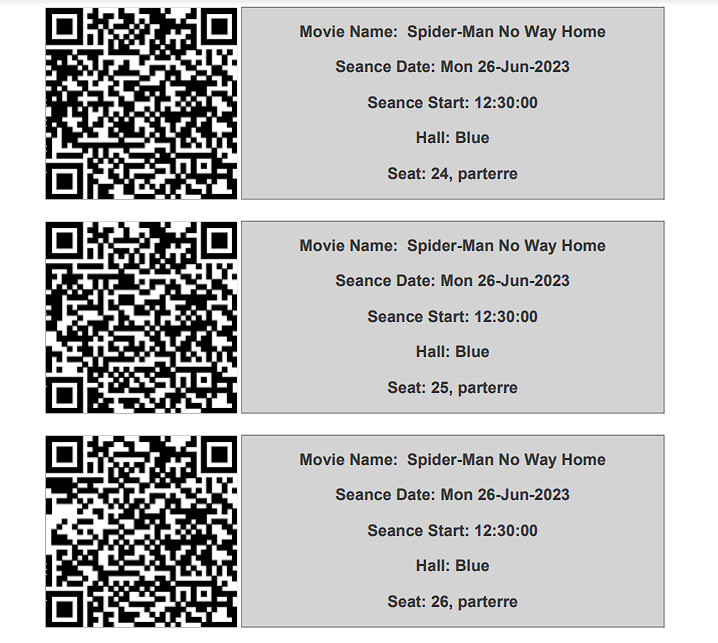 Movie Name:  Spider-Man No Way Home
Seance Date: Mon 26-Jun-2023
Seance Start: 12:30:00
Hall: Blue
Seat: 24, parterre
Movie Name:  Spider-Man No Way Home
Seance Date: Mon 26-Jun-2023
Seance Start: 12:30:00
Hall: Blue
Seat: 25, parterre
Movie Name:  Spider-Man No Way Home
Seance Date: Mon 26-Jun-2023
Seance Start: 12:30:00
Hall: Blue
Seat: 26, parterre